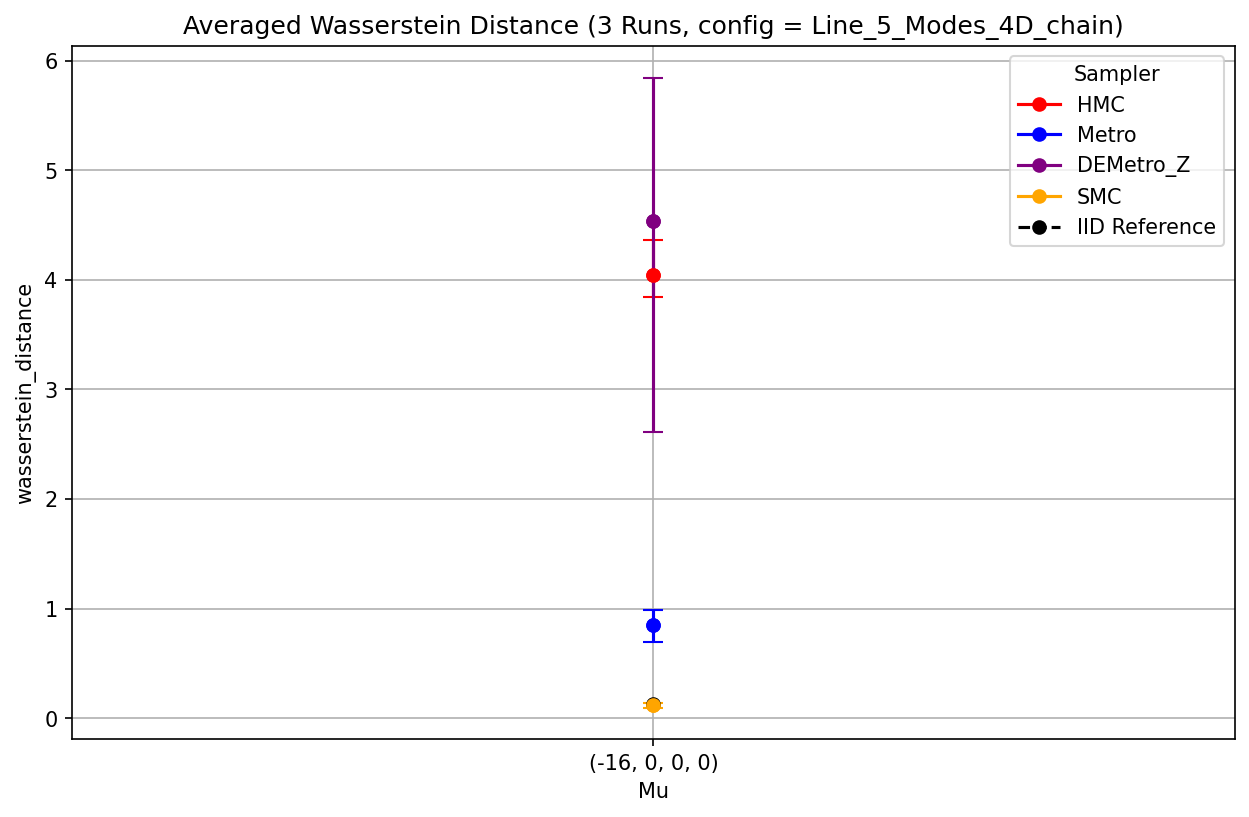 Averaged Wasserstein Distance (3 Runs, config = Line_5_Modes_4D_chain)
Sampler
HMC
Metro
DEMetro_Z
SMC
IID Reference
wasserstein_distance
6
5
4
3
2
1
0
(-16, 0, 0, 0)
Mu